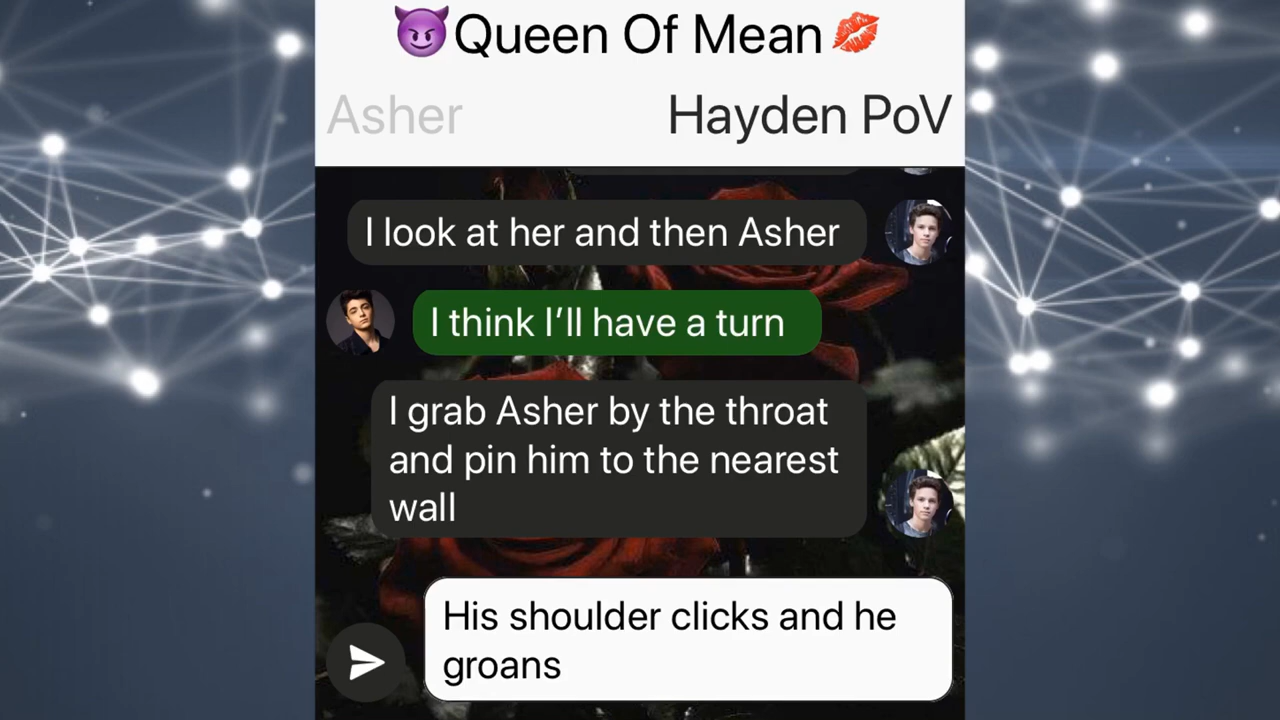 😈Queen Of Mean💋
Asher
Hayden PoV
I look at her and then Asher
I think I’ll have a turn
I grab Asher by the throat
and pin him to the nearest
wall
His shoulder clicks and he
groans